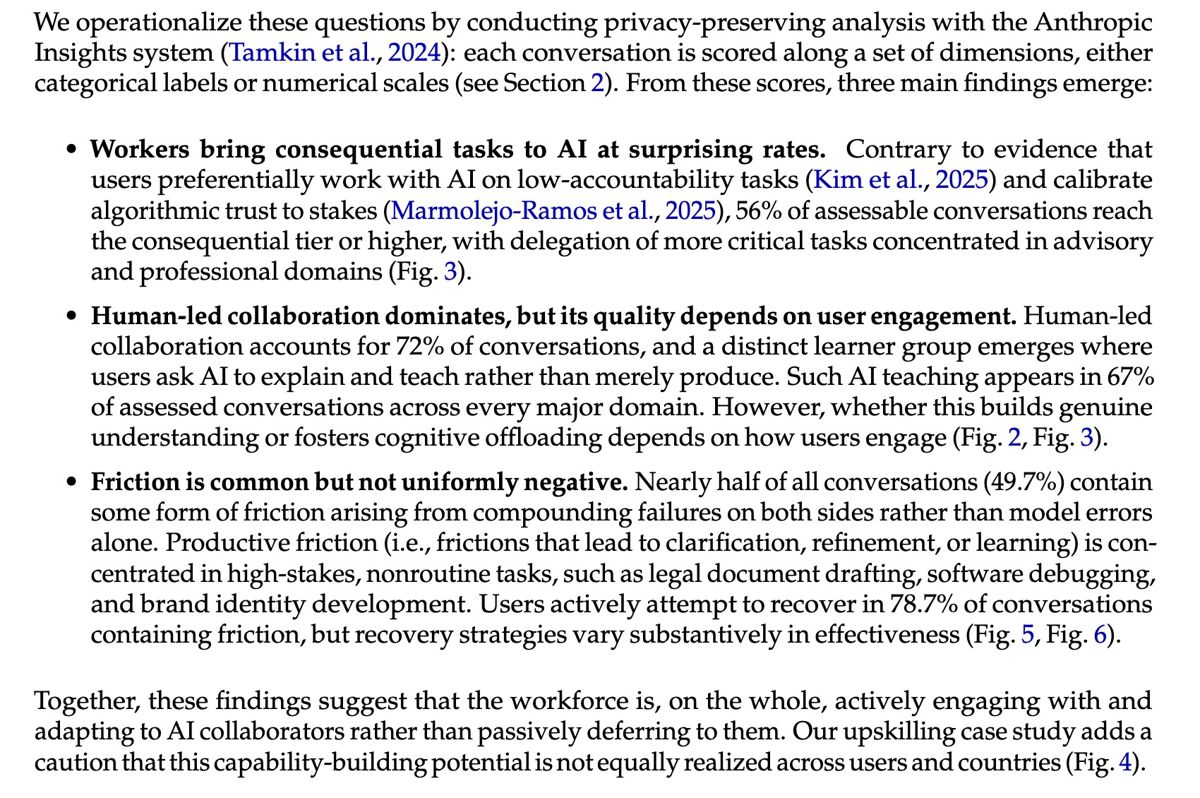 We operationalize these questions by conducting privacy-preserving analysis with the Anthropic
Insights system (Tamkin et al., 2024): each conversation is scored along a set of dimensions, either
categorical labels or numerical scales (see Section 2). From these scores, three main findings emerge:
• Workers bring consequential tasks to AI at surprising rates. Contrary to evidence that
users preferentially work with AI on low-accountability tasks (Kim et al., 2025) and calibrate
algorithmic trust to stakes (Marmolejo-Ramos et al., 2025), 56% of assessable conversations reach
the consequential tier or higher, with delegation of more critical tasks concentrated in advisory
and professional domains (Fig. 3).
• Human-led collaboration dominates, but its quality depends on user engagement. Human-led
collaboration accounts for 72% of conversations, and a distinct learner group emerges where
users ask AI to explain and teach rather than merely produce. Such AI teaching appears in 67%
of assessed conversations across every major domain. However, whether this builds genuine
understanding or fosters cognitive offloading depends on how users engage (Fig. 2, Fig. 3).
• Friction is common but not uniformly negative. Nearly half of all conversations (49.7%) contain
some form of friction arising from compounding failures on both sides rather than model errors
alone. Productive friction (i.e., frictions that lead to clarification, refinement, or learning) is con-
centrated in high-stakes, nonroutine tasks, such as legal document drafting, software debugging,
and brand identity development. Users actively attempt to recover in 78.7% of conversations
containing friction, but recovery strategies vary substantively in effectiveness (Fig. 5, Fig. 6).
Together, these findings suggest that the workforce is, on the whole, actively engaging with and
adapting to AI collaborators rather than passively deferring to them. Our upskilling case study adds a
caution that this capability-building potential is not equally realized across users and countries (Fig. 4).